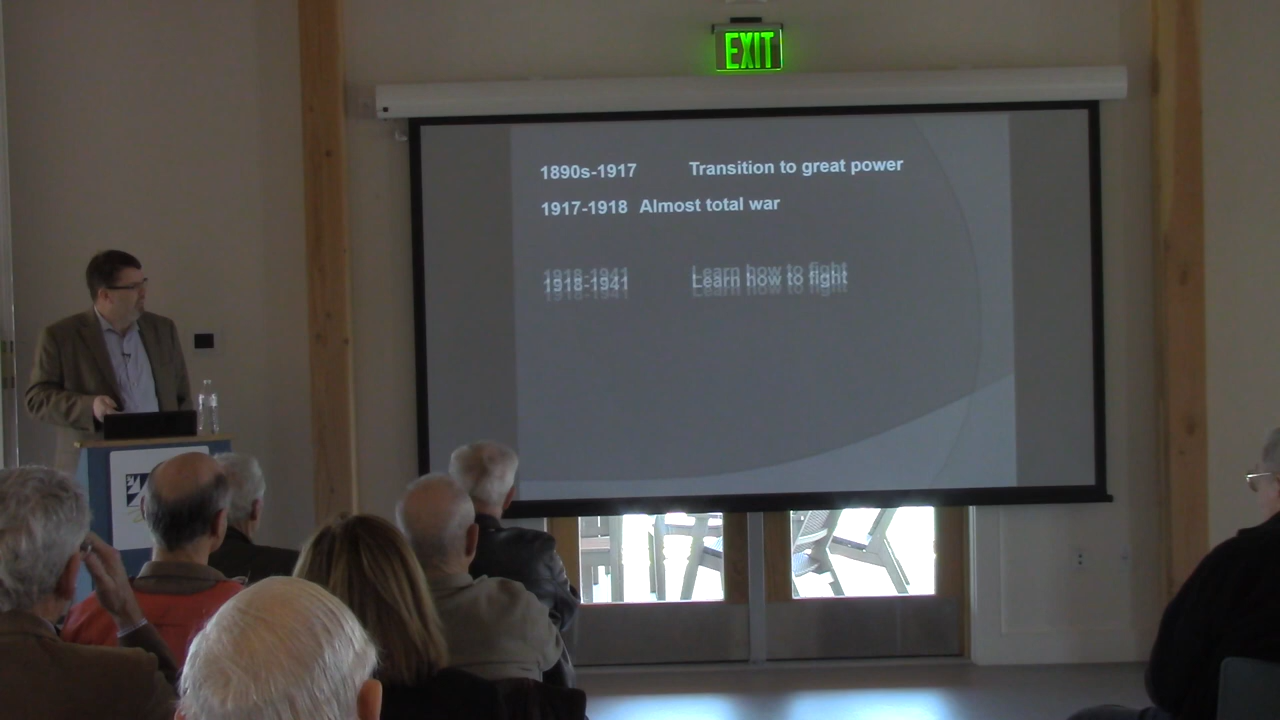 EXIT
1890s-1917 Transition to great power
1917-1918 Almost total war
1918-1941 Learn how to fight